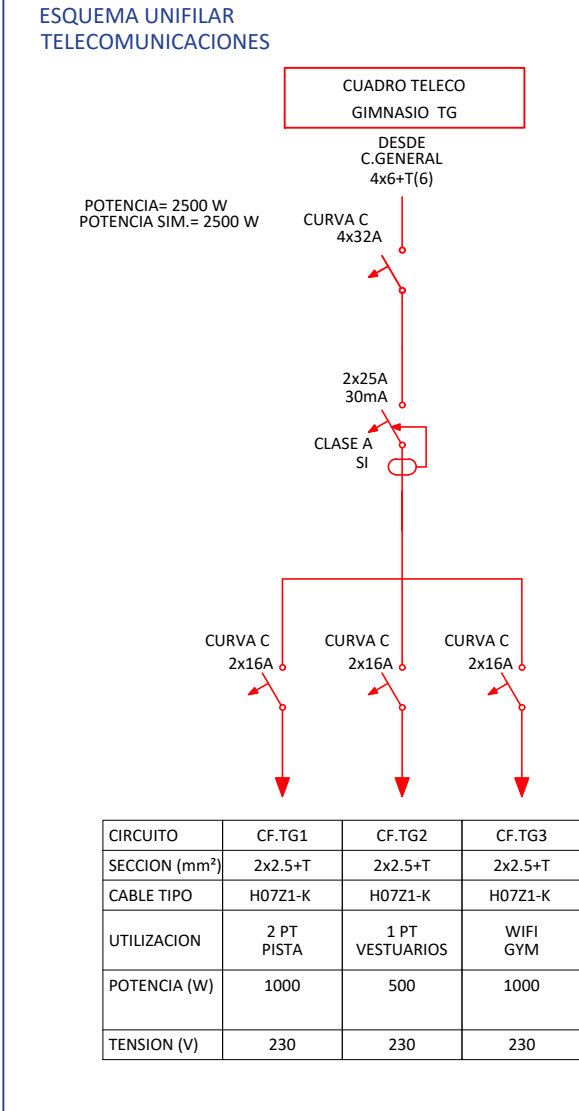 ESQUEMA UNIFILAR
TELECOMUNICACIONES
CUADRO TELECO
GIMNASIO TG
DESDE
C.GENERAL
4x6+T(6)
POTENCIA= 2500 W
POTENCIA SIM.= 2500 W
CURVA C
4x32A
2x25A
30mA
CLASE A
SI
CURVA C CURVA C CURVA C
2x16A 2x16A 2x16A
CIRCUITO CF.TG1 CF.TG2 CF.TG3
SECCION (mm²) 2x2.5+T 2x2.5+T 2x2.5+T
CABLE TIPO H07Z1-K H07Z1-K H07Z1-K
UTILIZACION 2 PT PISTA 1 PT VESTUARIOS WIFI GYM
POTENCIA (W) 1000 500 1000
TENSION (V) 230 230 230